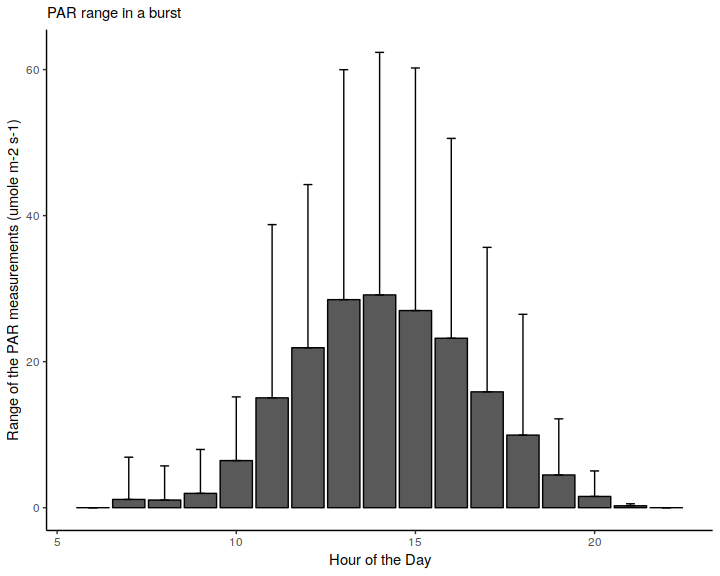 PAR range in a burst
Range of the PAR measurements (umole m-2 s-1)
60
40
20
0
5
10
15
20
Hour of the Day